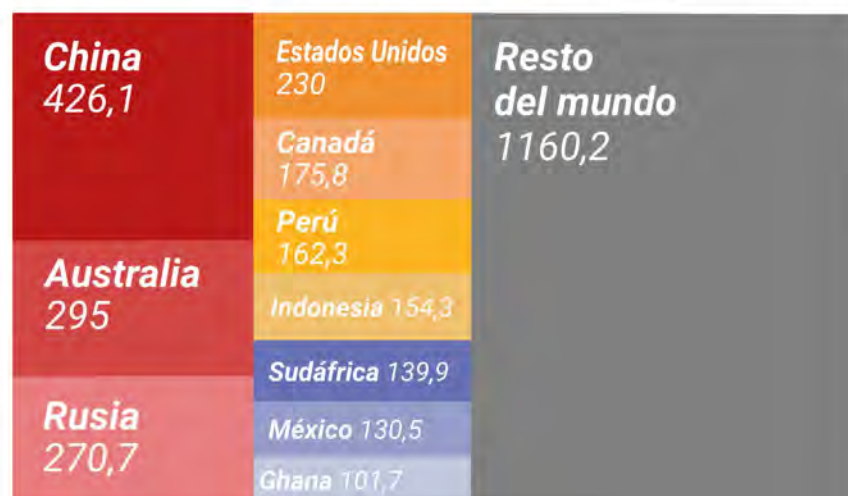 China
426,1
Australia
295
Rusia
270,7
Estados Unidos
230
Canadá
175,8
Perú
162,3
Indonesia 154,3
Sudáfrica 139,9
México 130,5
Ghana 101,7
Resto
del mundo
1160,2